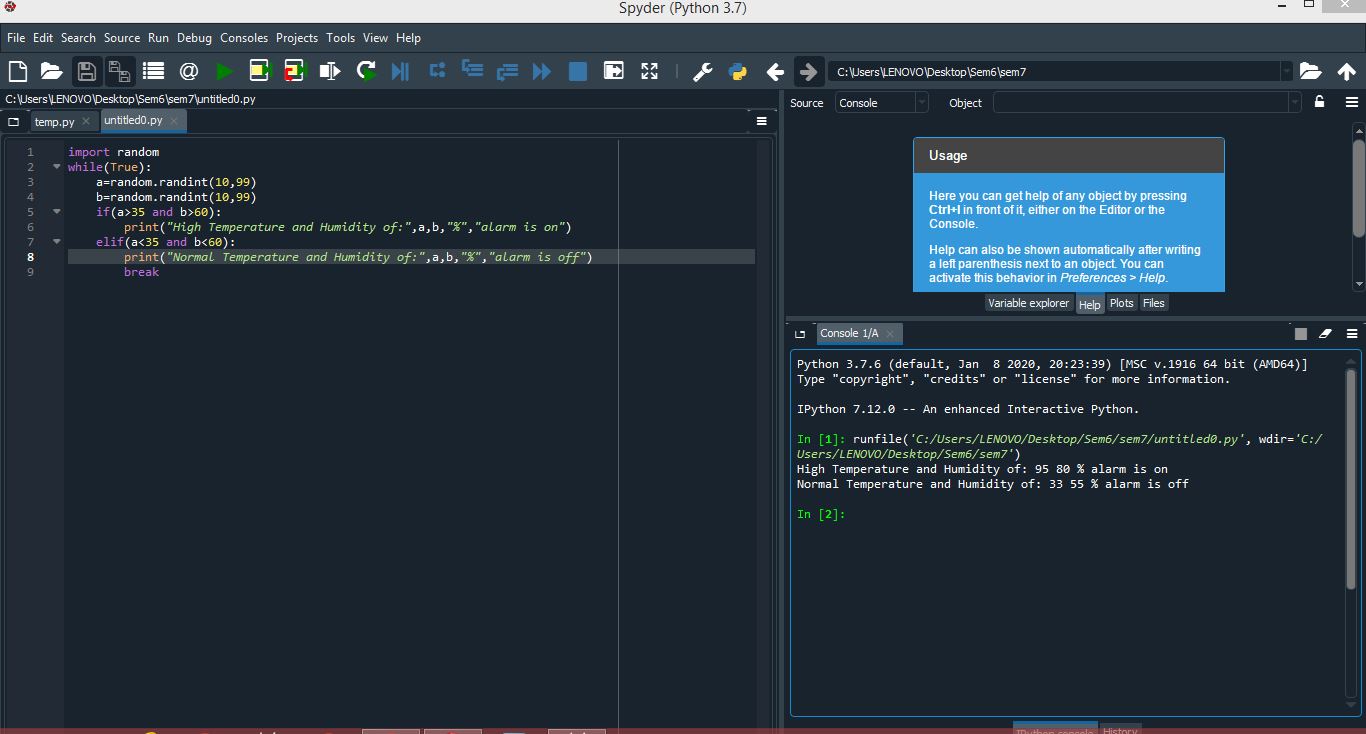 Spyder (Python 3.7)
File Edit Search Source Run Debug Consoles Projects Tools View Help
C:\Users\LENOVO\Desktop\Sem6\sem7
C:\Users\LENOVO\Desktop\Sem6\sem7\untitled0.py
temp.py untitled0.py
1 import random
2 while(True):
3 a=random.randint(10,99)
4 b=random.randint(10,99)
5 if(a>35 and b>60):
6 print("High Temperature and Humidity of:",a,b,"%","alarm is on")
7 elif(a<35 and b<60):
8 print("Normal Temperature and Humidity of:",a,b,"%","alarm is off")
9 break
Source Console Object
Usage
Here you can get help of any object by pressing
Ctrl+I in front of it, either on the Editor or the
Console.
Help can also be shown automatically after writing
a left parenthesis next to an object. You can
activate this behavior in Preferences > Help.
Variable explorer Help Plots Files
Console 1/A
Python 3.7.6 (default, Jan 8 2020, 20:23:39) [MSC v.1916 64 bit (AMD64)]
Type "copyright", "credits" or "license" for more information.
IPython 7.12.0 -- An enhanced Interactive Python.
In [1]: runfile('C:/Users/LENOVO/Desktop/Sem6/sem7/untitled0.py', wdir='C:/
Users/LENOVO/Desktop/Sem6/sem7')
High Temperature and Humidity of: 95 80 % alarm is on
Normal Temperature and Humidity of: 33 55 % alarm is off
In [2]:
IPython console History